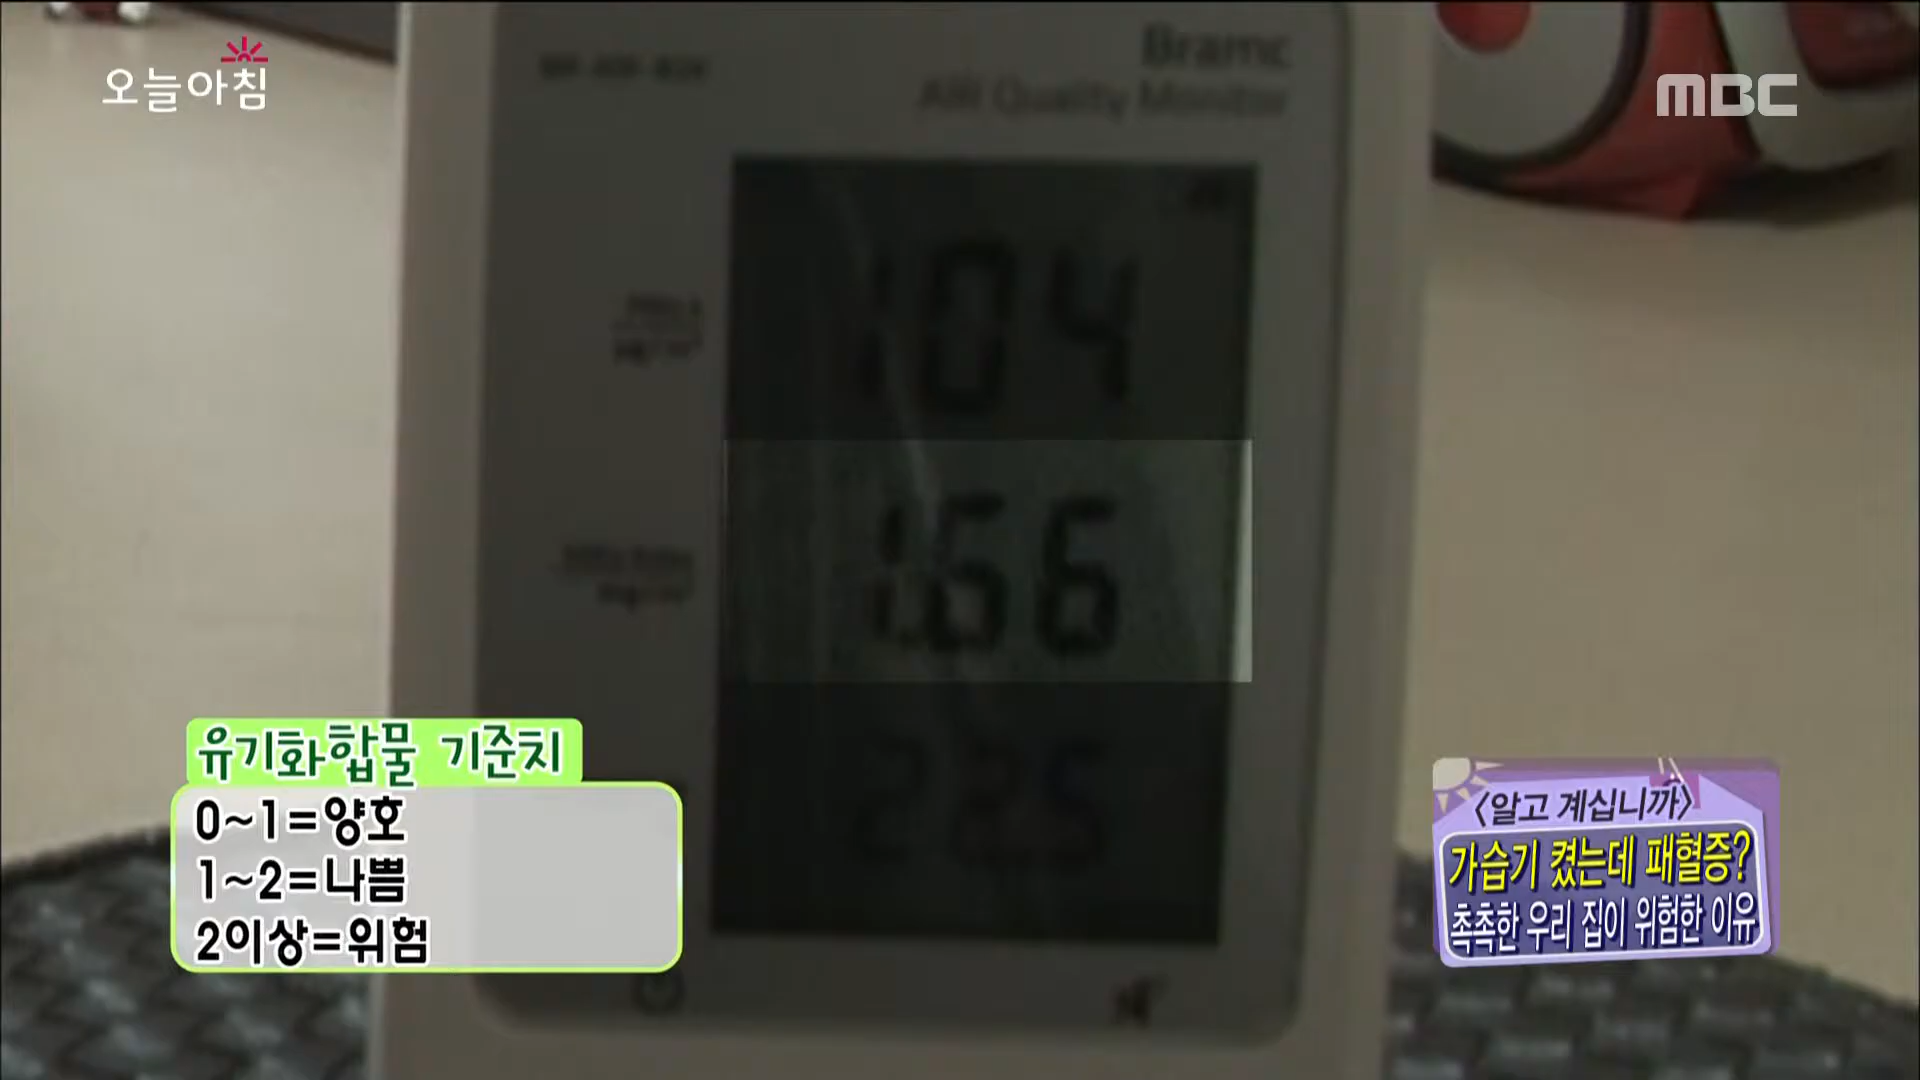 오늘아침
MBC
Bramc
AIR Quality Monitor
104
1.66
225
유기화합물 기준치
0~1=양호
1~2=나쁨
2이상=위험
<알고 계십니까>
가습기 켰는데 패혈증?
촉촉한 우리 집이 위험한 이유